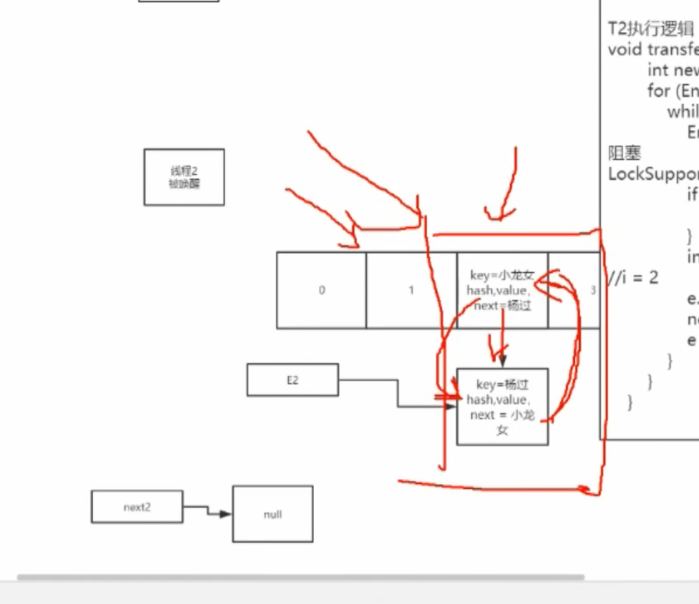 T2执行逻辑
void transfe
int new
for (En
whil
En
阻塞
LockSuppor
if
}
in
//i = 2
e.
ne
e
}
}
}
线程2
被唤醒
0
1
key=小龙女
hash,value,
next=杨过
3
E2
key=杨过
hash,value,
next = 小龙
女
next2
null